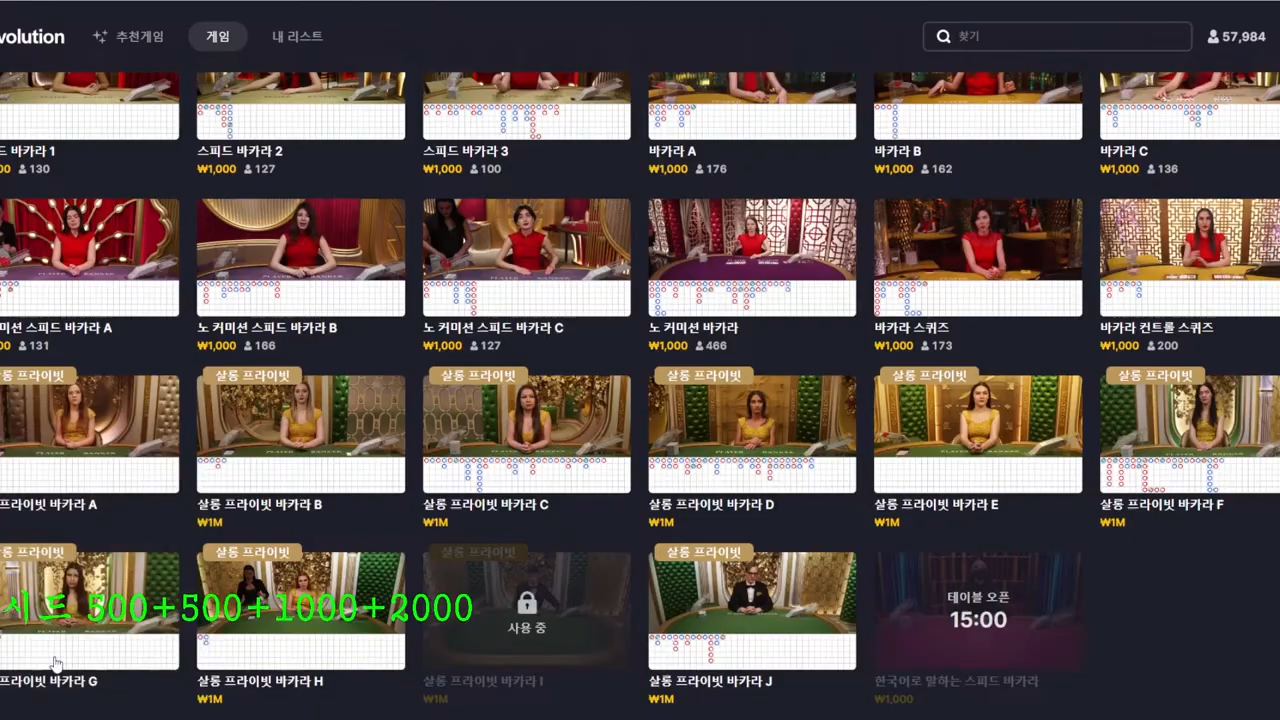 volution 추천게임 게임 내 리스트 찾기 57,984
드 바카라 1 스피드 바카라 2 스피드 바카라 3 바카라 A 바카라 B 바카라 C
00 130 ₩1,000 127 ₩1,000 100 ₩1,000 176 ₩1,000 162 ₩1,000 136
커미션 스피드 바카라 A 노 커미션 스피드 바카라 B 노 커미션 스피드 바카라 C 노 커미션 바카라 바카라 스퀴즈 바카라 컨트롤 스퀴즈
00 131 ₩1,000 166 ₩1,000 127 ₩1,000 466 ₩1,000 173 ₩1,000 200
롱 프라이빗 살롱 프라이빗 살롱 프라이빗 살롱 프라이빗 살롱 프라이빗 살롱 프라이빗
프라이빗 바카라 A 살롱 프라이빗 바카라 B 살롱 프라이빗 바카라 C 살롱 프라이빗 바카라 D 살롱 프라이빗 바카라 E 살롱 프라이빗 바카라 F
₩1M ₩1M ₩1M ₩1M ₩1M
롱 프라이빗 살롱 프라이빗 살롱 프라이빗 살롱 프라이빗
시드 500+500+1000+2000
사용 중
테이블 오픈
15:00
프라이빗 바카라 G 살롱 프라이빗 바카라 H 살롱 프라이빗 바카라 I 살롱 프라이빗 바카라 J 한국어로 말하는 스피드 바카라
₩1M ₩1M ₩1M ₩1,000